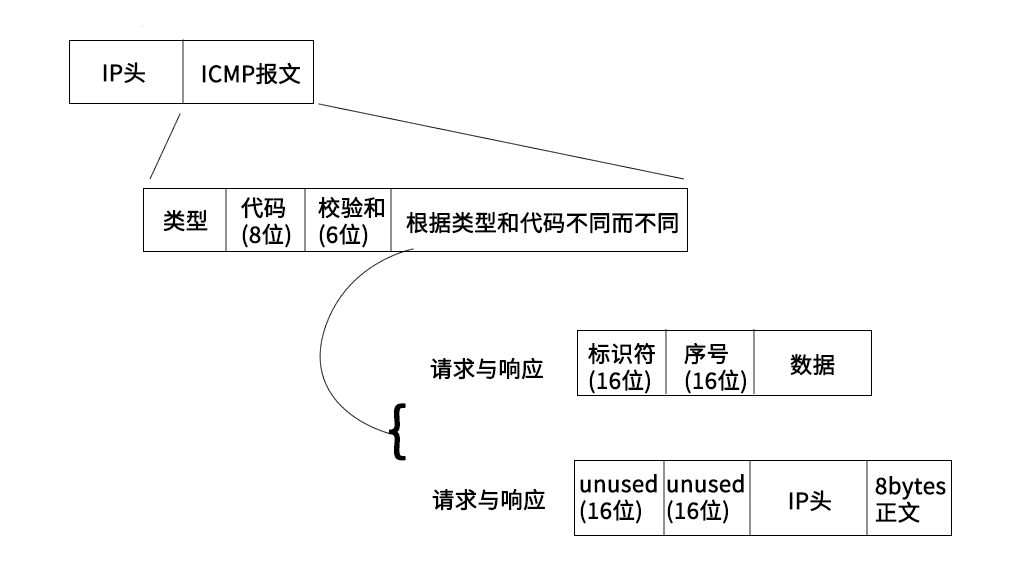 IP头 ICMP报文
类型 代码 校验和 根据类型和代码不同而不同
(8位) (6位)
请求与响应 标识符 序号 数据
(16位) (16位)
请求与响应 unused unused IP头 8bytes
(16位) (16位) 正文